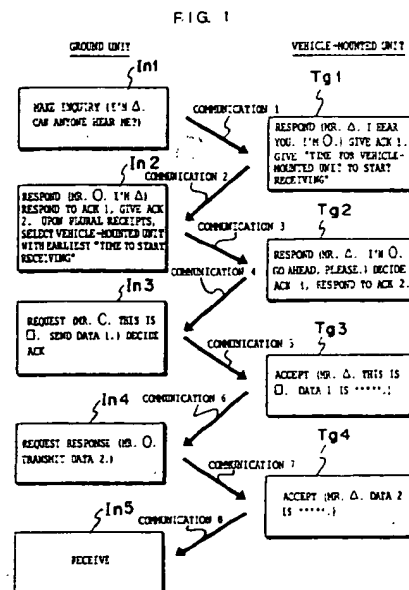 FIG. 1
GROUND UNIT
VEHICLE-MOUNTED UNIT
In1
MAKE INQUIRY (I'M △.
CAN ANYONE HEAR ME?)
COMMUNICATION 1
Tg1
RESPOND (MR. △. I HEAR
YOU. I'M O.) GIVE ACK 1.
GIVE "TIME FOR VEHICLE-
MOUNTED UNIT TO START
RECEIVING"
COMMUNICATION 2
In2
RESPOND (MR. O. I'M △)
RESPOND TO ACK 1, GIVE ACK
2. UPON PLURAL RECEIPTS,
SELECT VEHICLE-MOUNTED UNIT
WITH EARLIEST "TIME TO START
RECEIVING"
COMMUNICATION 3
Tg2
RESPOND (MR. △. I'M O.
GO AHEAD, PLEASE.) DECIDE
ACK 1, RESPOND TO ACK 2.
COMMUNICATION 4
In3
REQUEST (MR. C. THIS IS
□. SEND DATA 1.) DECIDE
ACK
COMMUNICATION 5
Tg3
ACCEPT (MR. △. THIS IS
□. DATA 1 IS *****.)
COMMUNICATION 6
In4
REQUEST RESPONSE (MR. O.
TRANSMIT DATA 2.)
COMMUNICATION 7
Tg4
ACCEPT (MR. △. DATA 2
IS *****.)
COMMUNICATION 8
In5
RECEIVE